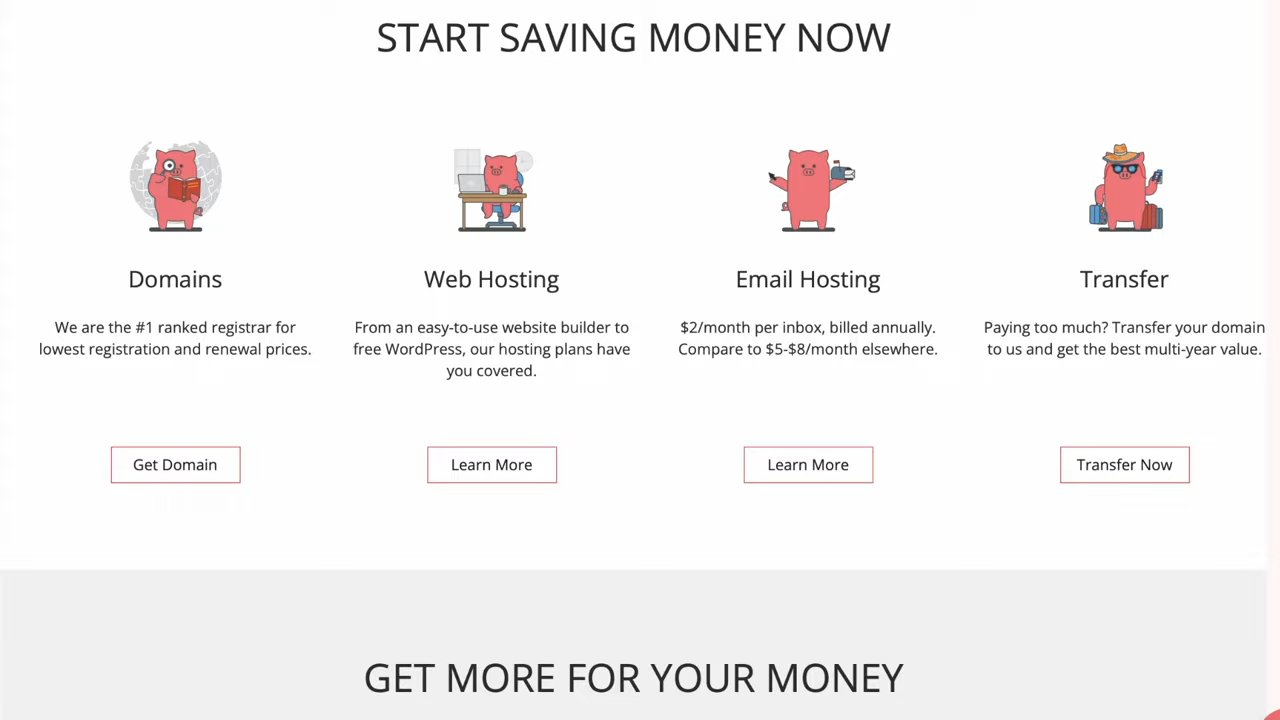 START SAVING MONEY NOW
Domains
We are the #1 ranked registrar for
lowest registration and renewal prices.
Get Domain
Web Hosting
From an easy-to-use website builder to
free WordPress, our hosting plans have
you covered.
Learn More
Email Hosting
$2/month per inbox, billed annually.
Compare to $5-$8/month elsewhere.
Learn More
Transfer
Paying too much? Transfer your domain
to us and get the best multi-year value.
Transfer Now
GET MORE FOR YOUR MONEY